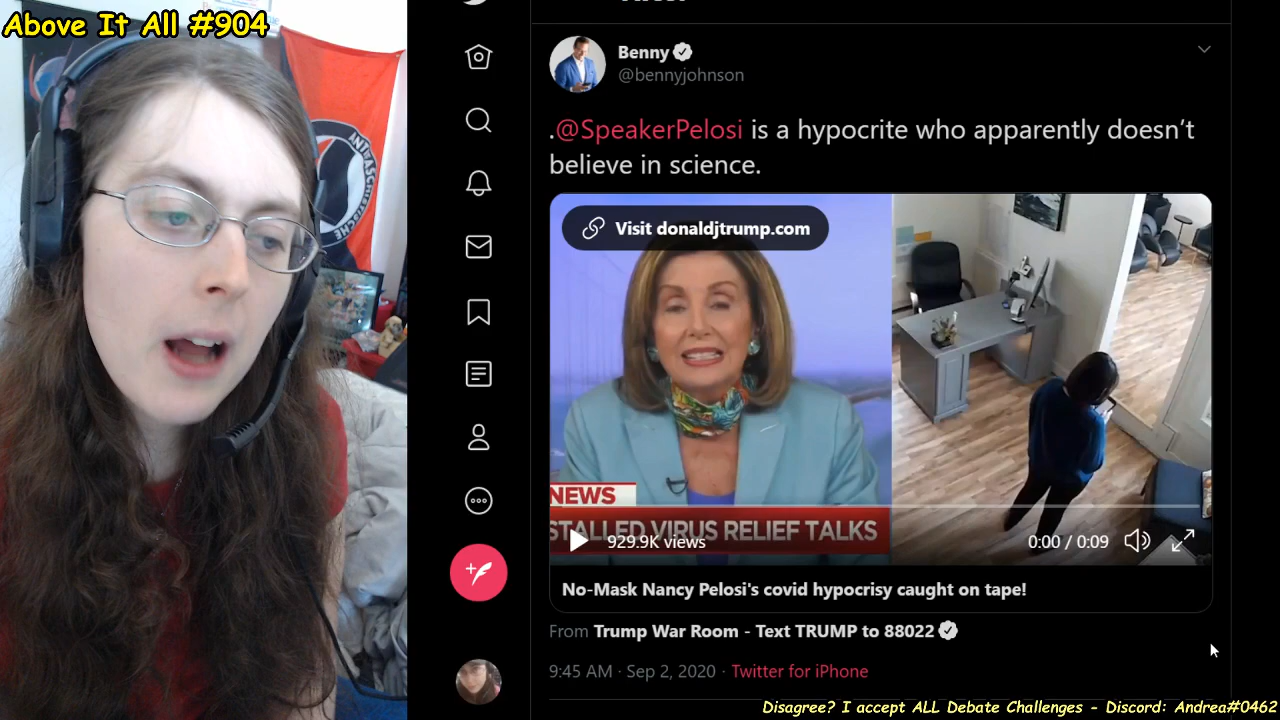 Above It All #904
ANTIFASCHISTISCHE
Benny
@bennyjohnson
.@SpeakerPelosi is a hypocrite who apparently doesn’t
believe in science.
Visit donaldjtrump.com
NEWS
STALLED VIRUS RELIEF TALKS
929.9K views
0:00 / 0:09
No-Mask Nancy Pelosi's covid hypocrisy caught on tape!
From Trump War Room - Text TRUMP to 88022
9:45 AM · Sep 2, 2020 · Twitter for iPhone
Disagree? I accept ALL Debate Challenges - Discord: Andrea#0462